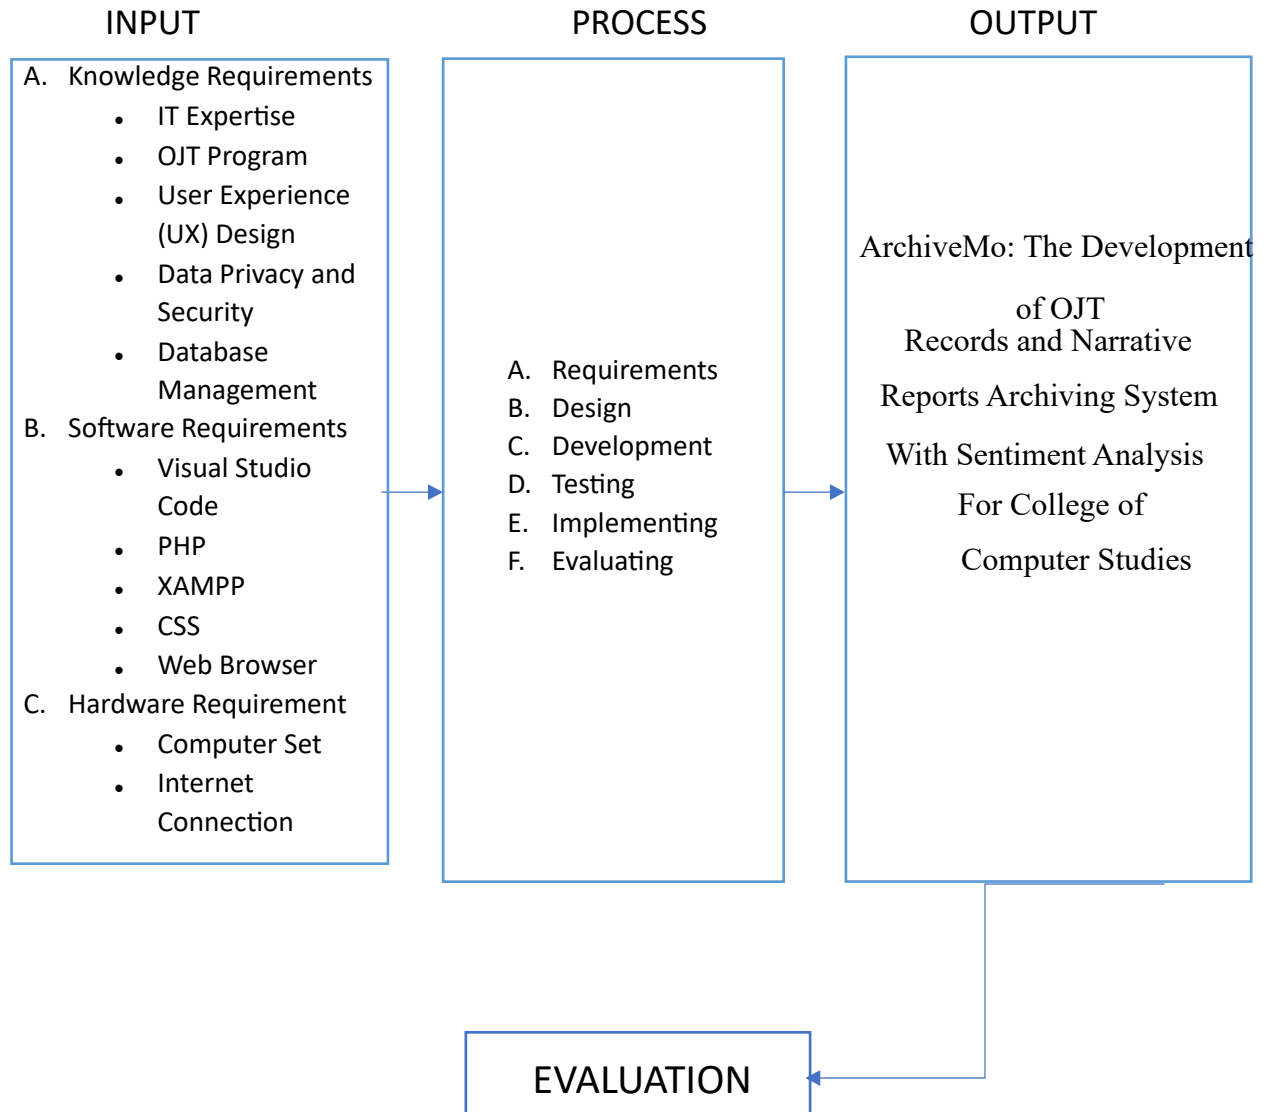 INPUT
A. Knowledge Requirements
• IT Expertise
• OJT Program
• User Experience
(UX) Design
• Data Privacy and
Security
• Database
Management
B. Software Requirements
• Visual Studio
Code
• PHP
• XAMPP
• CSS
• Web Browser
C. Hardware Requirement
• Computer Set
• Internet
Connection
PROCESS
A. Requirements
B. Design
C. Development
D. Testing
E. Implementing
F. Evaluating
OUTPUT
ArchiveMo: The Development
of OJT
Records and Narrative
Reports Archiving System
With Sentiment Analysis
For College of
Computer Studies
EVALUATION